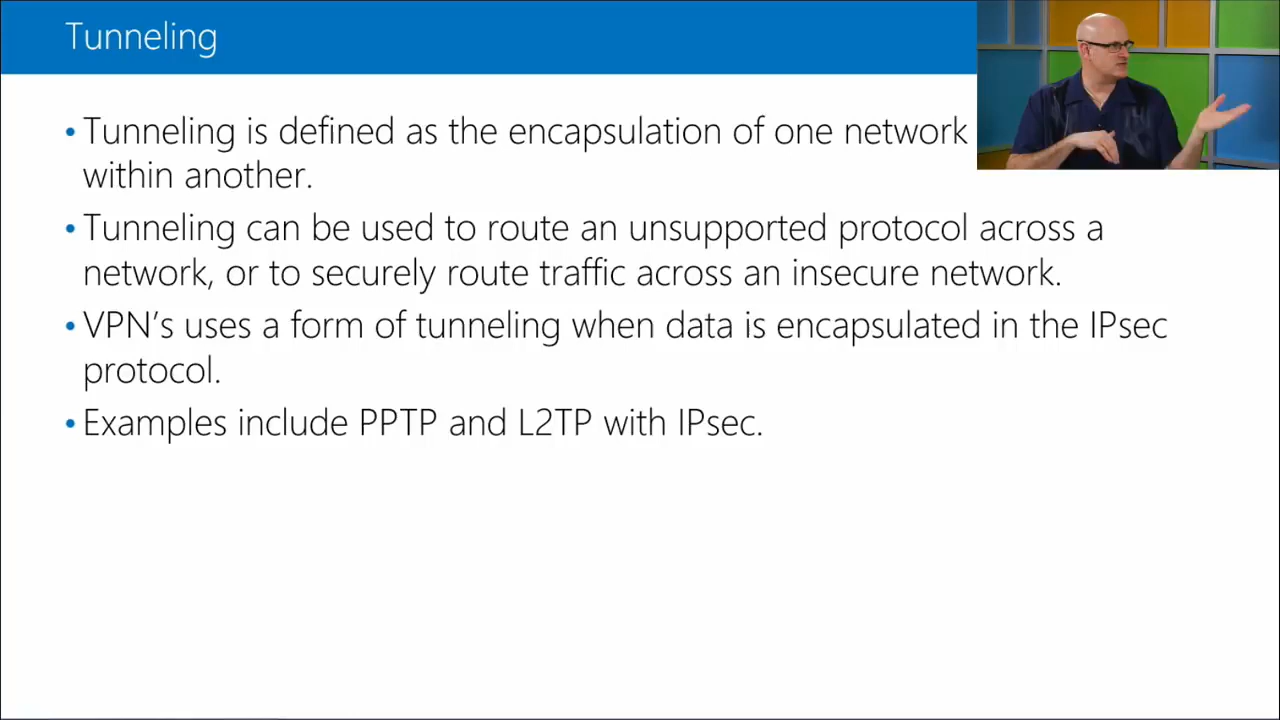 Tunneling
• Tunneling is defined as the encapsulation of one network
within another.
• Tunneling can be used to route an unsupported protocol across a
network, or to securely route traffic across an insecure network.
• VPN’s uses a form of tunneling when data is encapsulated in the IPsec
protocol.
• Examples include PPTP and L2TP with IPsec.